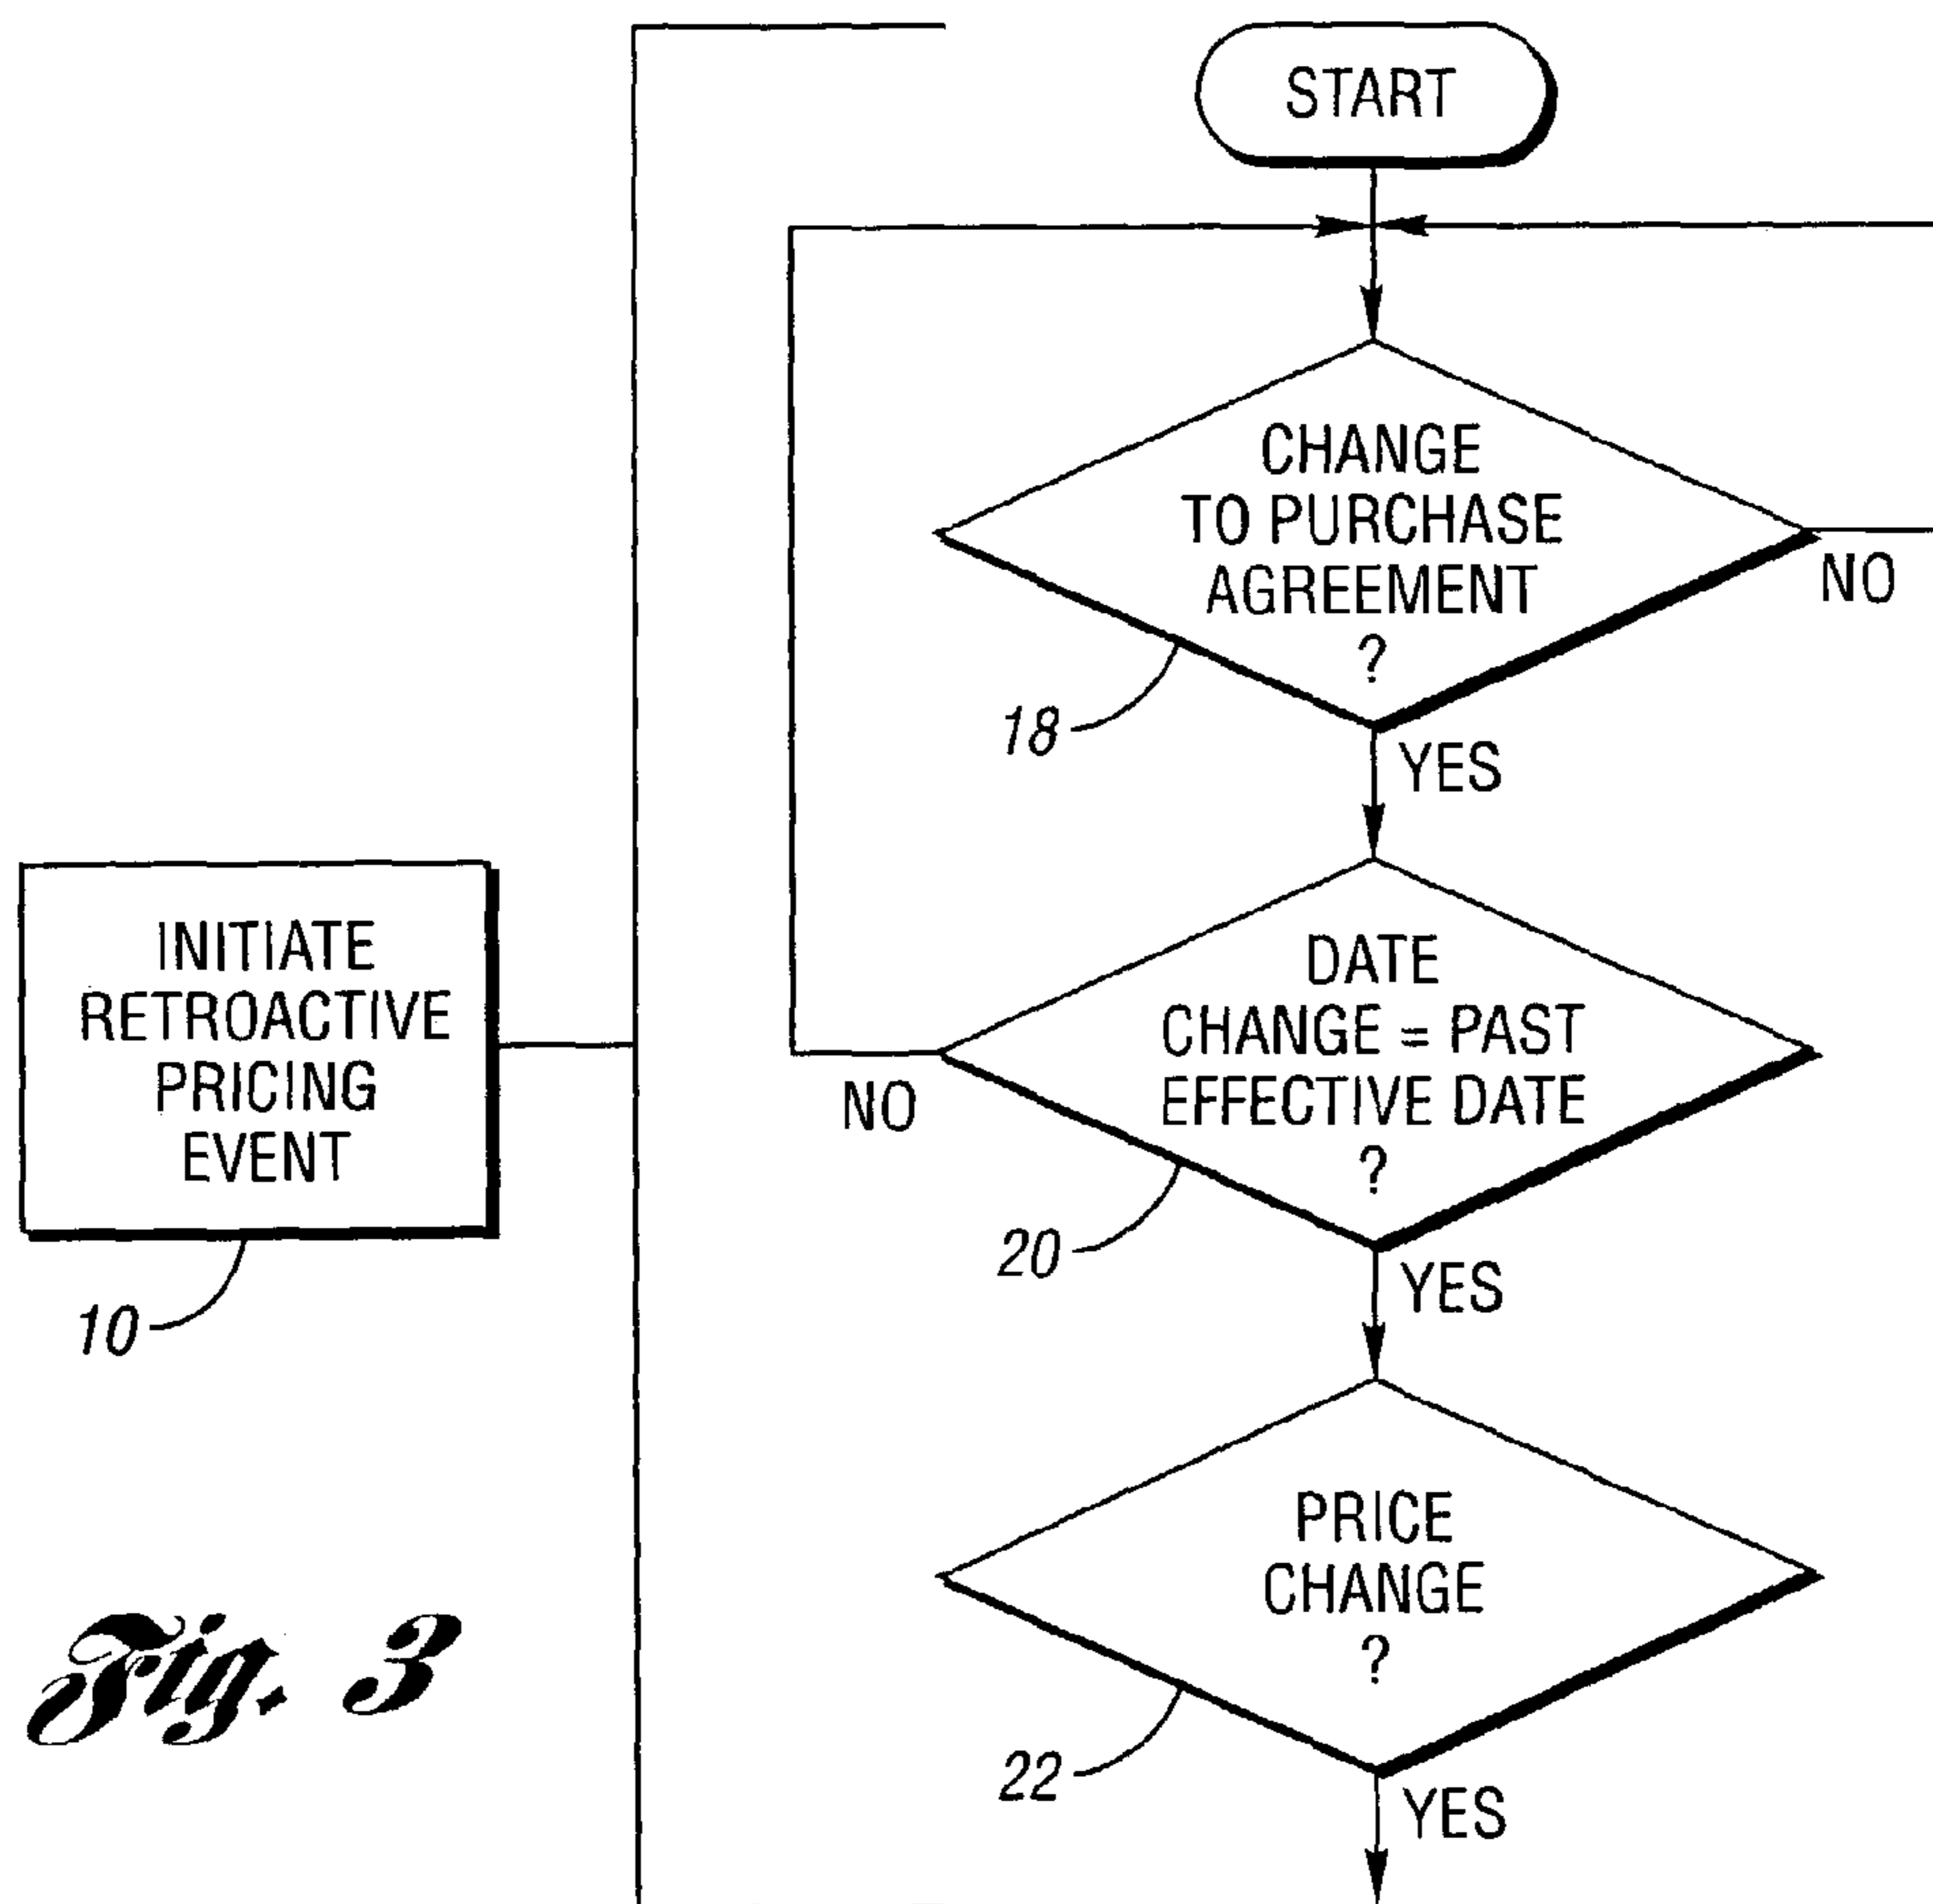 START
CHANGE
TO PURCHASE
AGREEMENT
?
NO
18
YES
INITIATE
RETROACTIVE
PRICING
EVENT
10
DATE
CHANGE = PAST
EFFECTIVE DATE
?
NO
20
YES
PRICE
CHANGE
?
22
YES
Fig. 3